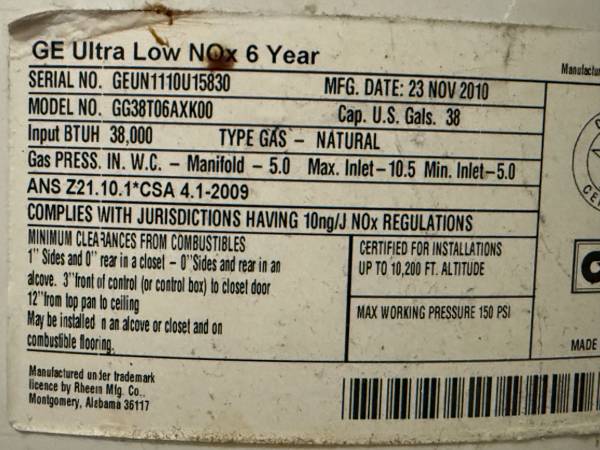 GE Ultra Low NOx 6 Year
Manufactu
SERIAL NO. GEUN1110U15830 MFG. DATE: 23 NOV 2010
MODEL NO. GG38T06AXK00 Cap. U.S. Gals. 38
Input BTUH 38,000 TYPE GAS – NATURAL
Gas PRESS. IN. W.C. – Manifold – 5.0 Max. Inlet–10.5 Min. Inlet–5.0
ANS Z21.10.1*CSA 4.1-2009
COMPLIES WITH JURISDICTIONS HAVING 10ng/J NOx REGULATIONS
MINIMUM CLEARANCES FROM COMBUSTIBLES
1" Sides and 0" rear in a closet – 0"Sides and rear in an
alcove. 3"front of control (or control box) to closet door
12"from top pan to ceiling
May be installed in an alcove or closet and on
combustible flooring.
CERTIFIED FOR INSTALLATIONS
UP TO 10,200 FT. ALTITUDE
MAX WORKING PRESSURE 150 PSI
MADE
Manufactured under trademark
licence by Rheem Mfg. Co..
Montgomery, Alabama 36117